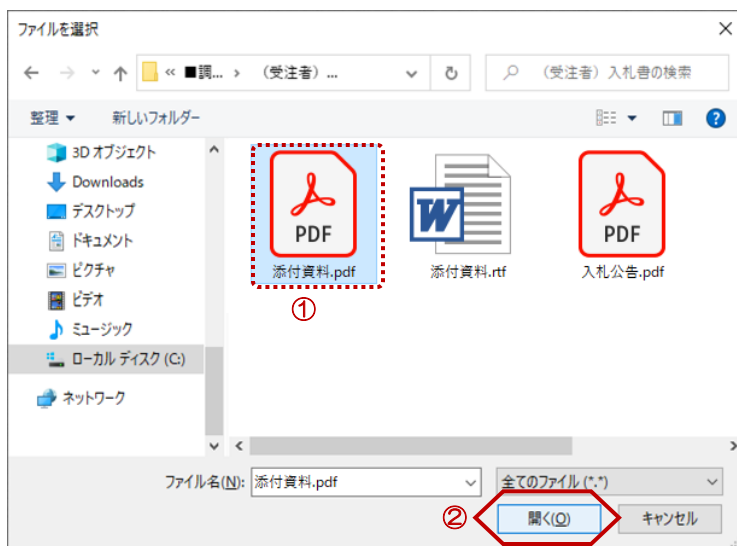 ファイルを選択
« ■調... › （受注者）...
（受注者）入札書の検索
整理
新しいフォルダー
3D オブジェクト
Downloads
デスクトップ
ドキュメント
ピクチャ
ビデオ
ミュージック
ローカル ディスク (C:)
ネットワーク
PDF
添付資料.pdf
①
W
添付資料.rtf
PDF
入札公告.pdf
ファイル名(N): 添付資料.pdf
全てのファイル (*.*)
② 開く(O) キャンセル